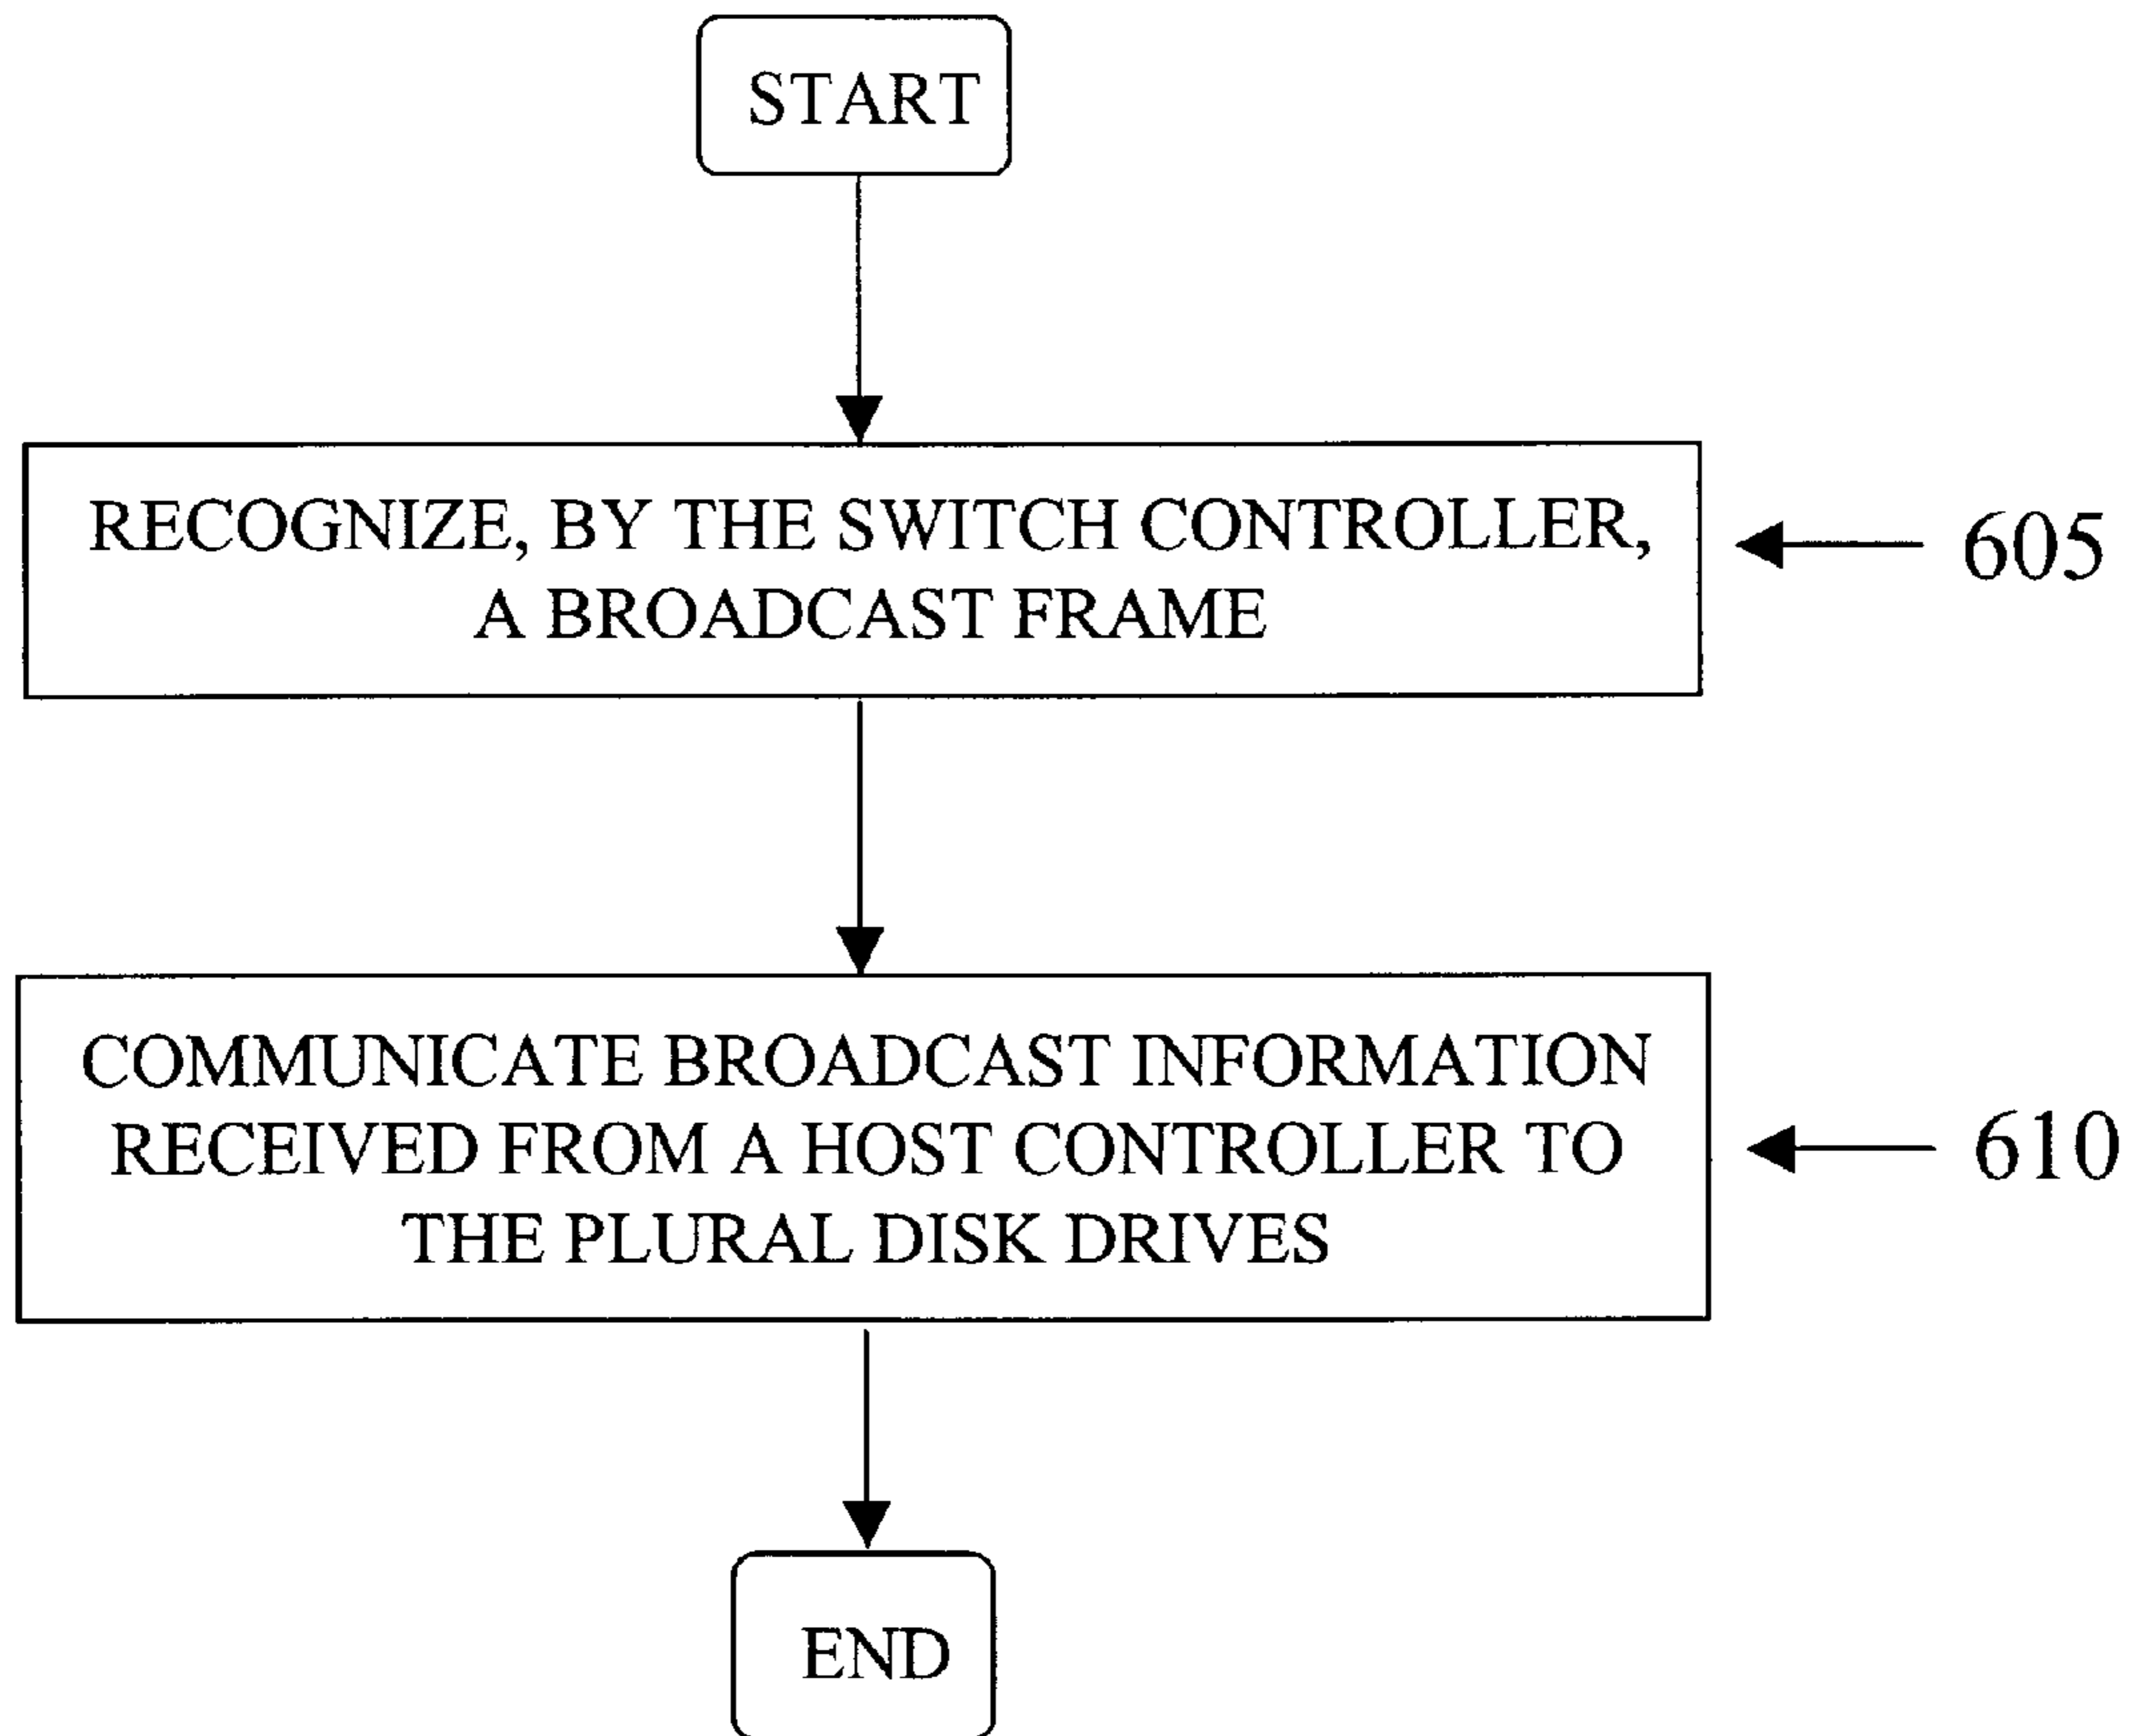 START
RECOGNIZE, BY THE SWITCH CONTROLLER,
A BROADCAST FRAME
605
COMMUNICATE BROADCAST INFORMATION
RECEIVED FROM A HOST CONTROLLER TO
THE PLURAL DISK DRIVES
610
END